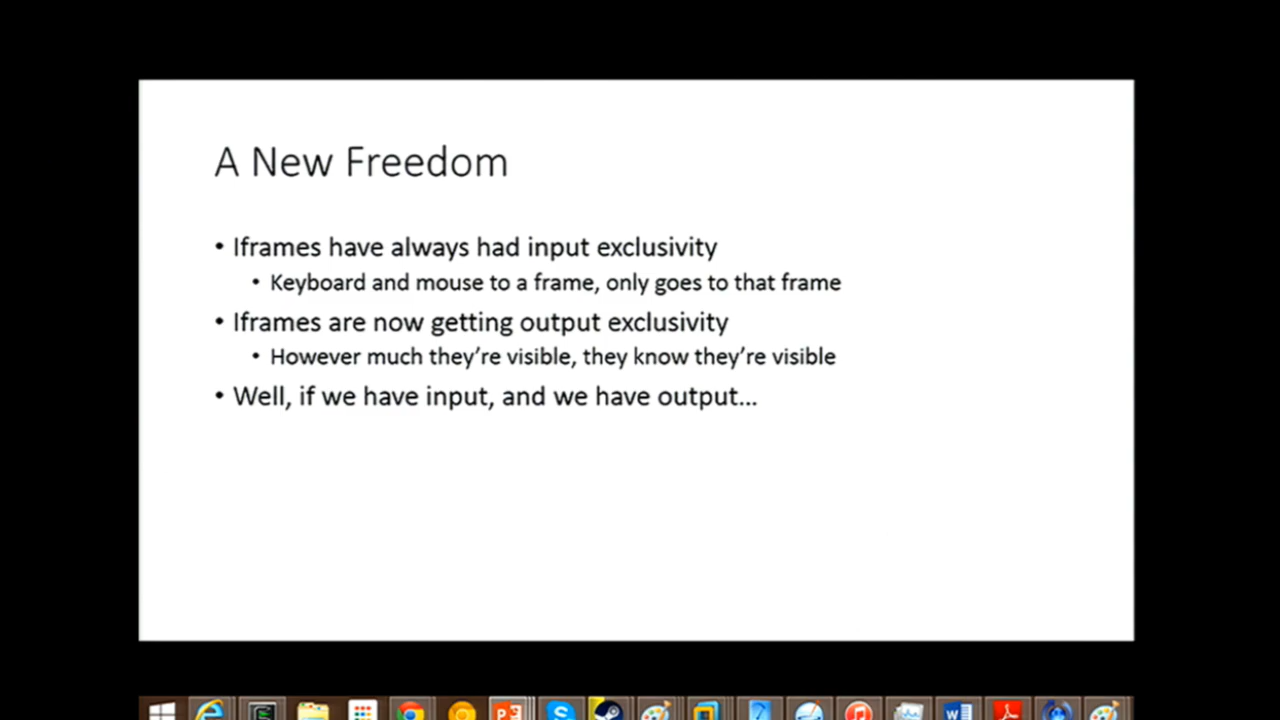 A New Freedom
• Iframes have always had input exclusivity
• Keyboard and mouse to a frame, only goes to that frame
• Iframes are now getting output exclusivity
• However much they're visible, they know they're visible
• Well, if we have input, and we have output...